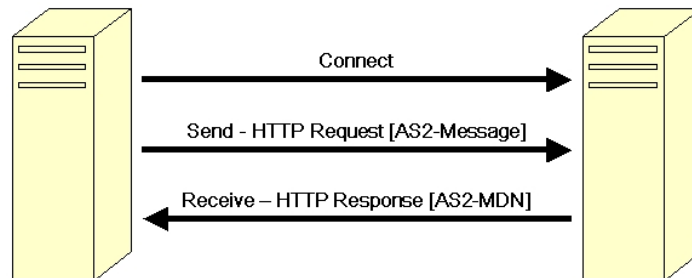 Connect
Send - HTTP Request [AS2-Message]
Receive – HTTP Response [AS2-MDN]